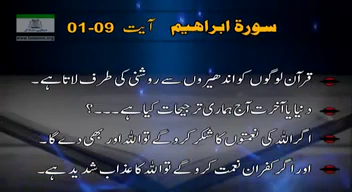 سورۃ ابراھیم آیت 09-01
قرآن لوگوں کو اندھیروں سے روشنی کی طرف لاتا ہے۔
دنیا یا آخرت آج ہماری ترجیحات کیا ہے۔۔۔؟
اگر اللہ کی نعمتوں کا شکر کرو گے تو اللہ اور بھی دے گا۔
اور اگر کفران نعمت کرو گے تو اللہ کا عذاب شدید ہے۔